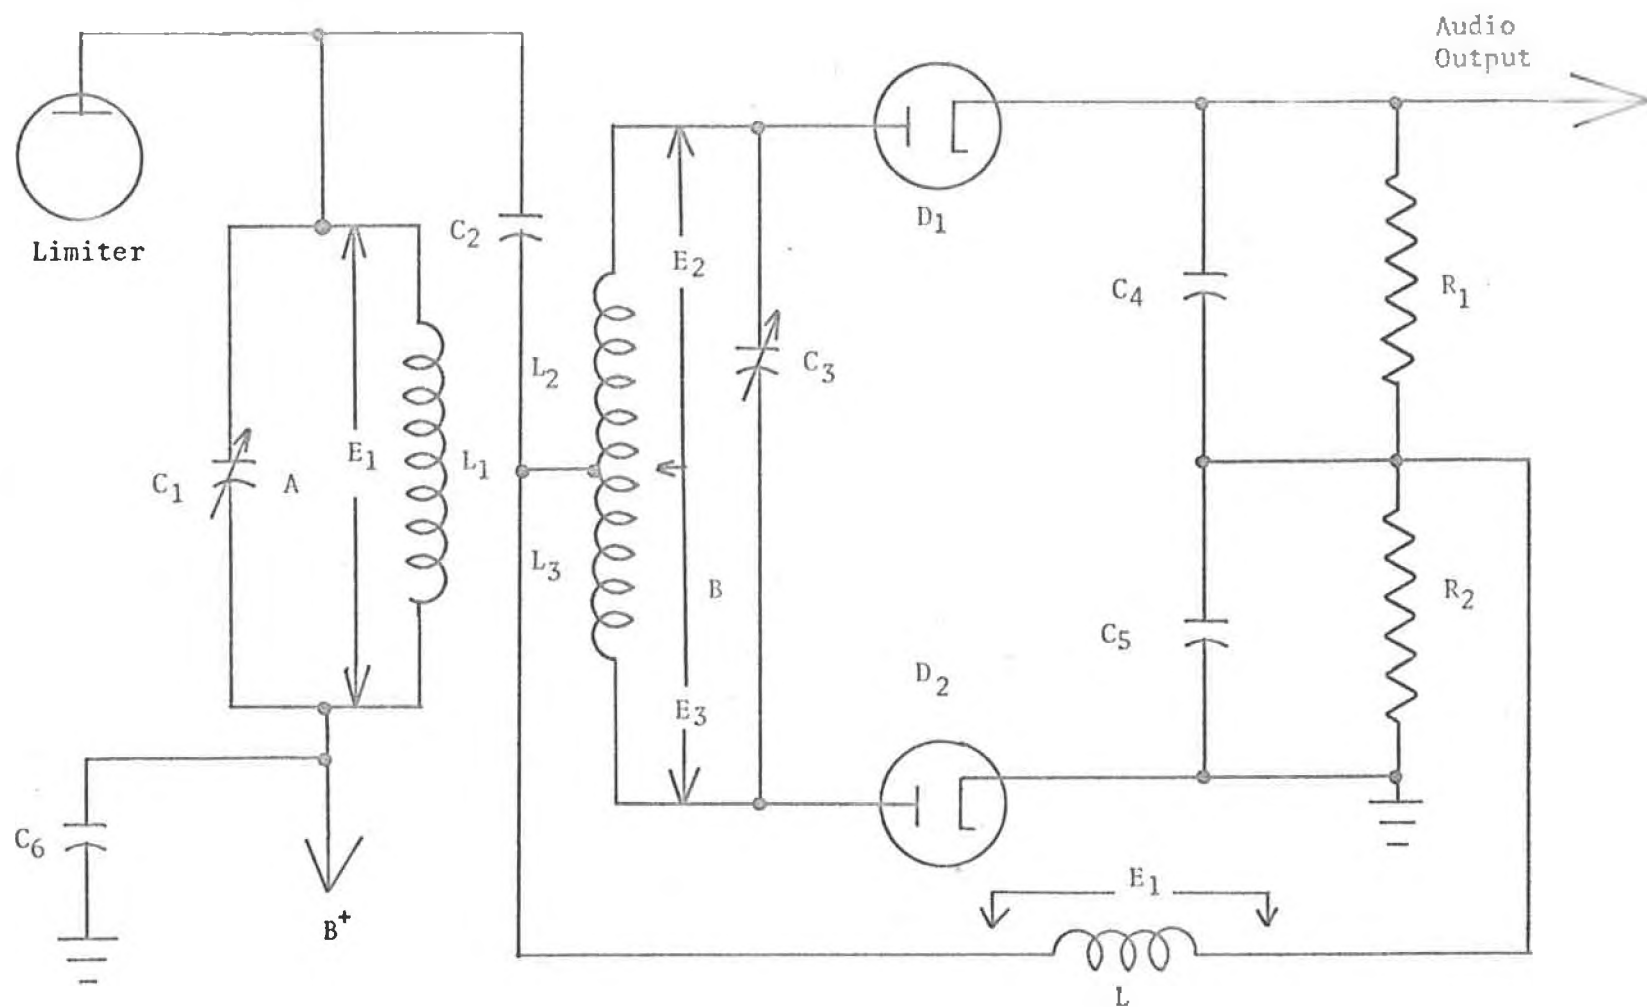 Audio
Output
Limiter
C2
D1
E2
C4
R1
L2
C3
E1
L1
C1
A
L3
B
R2
C5
D2
E3
C6
E1
B+
L